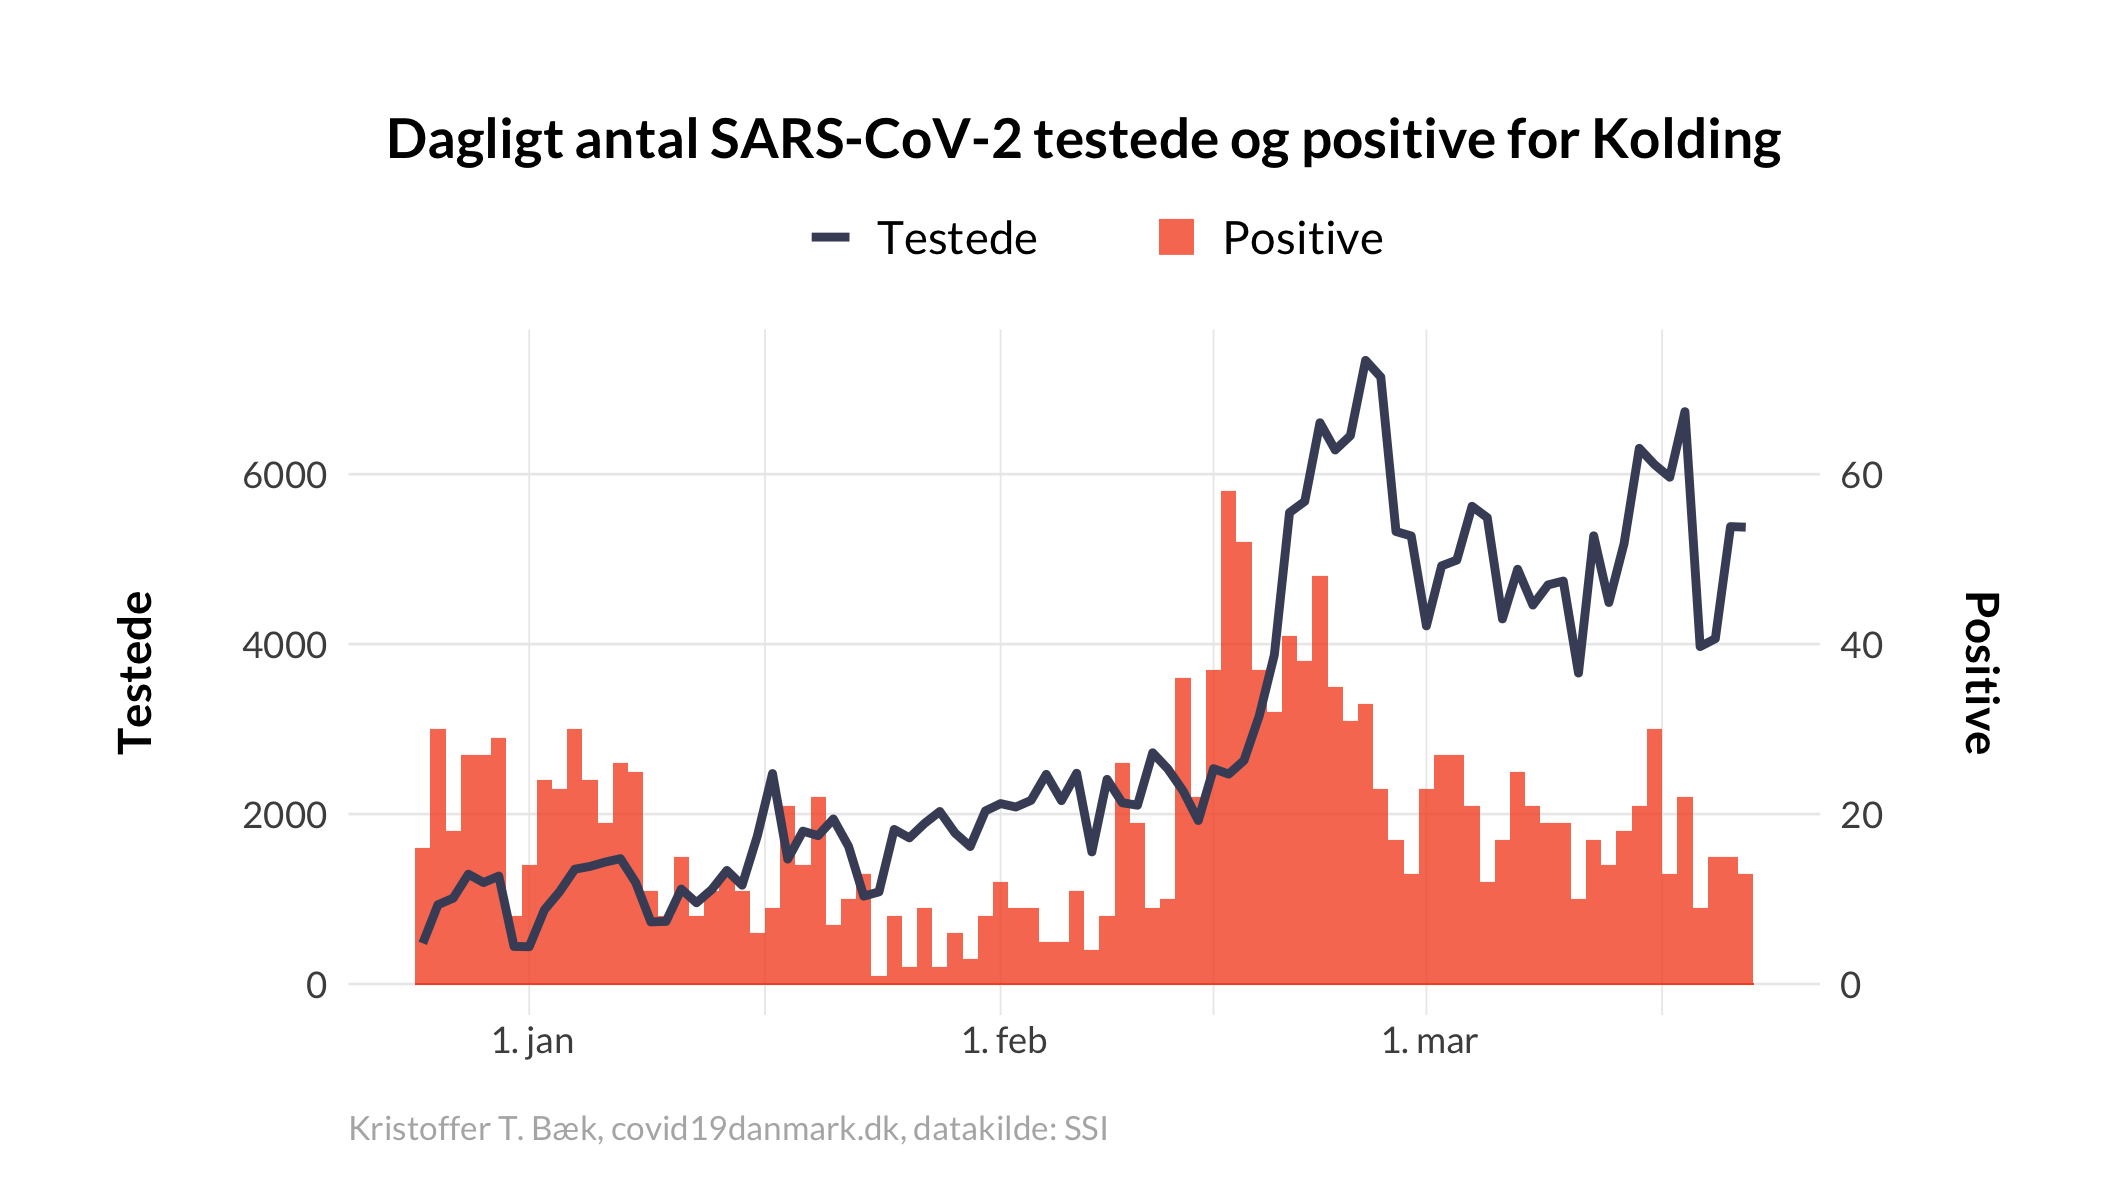 Dagligt antal SARS-CoV-2 testede og positive for Kolding
Testede
Positive
6000
4000
2000
0
Testede
60
40
20
0
Positive
1. jan
1. feb
1. mar
Kristoffer T. Bæk, covid19danmark.dk, datakilde: SSI